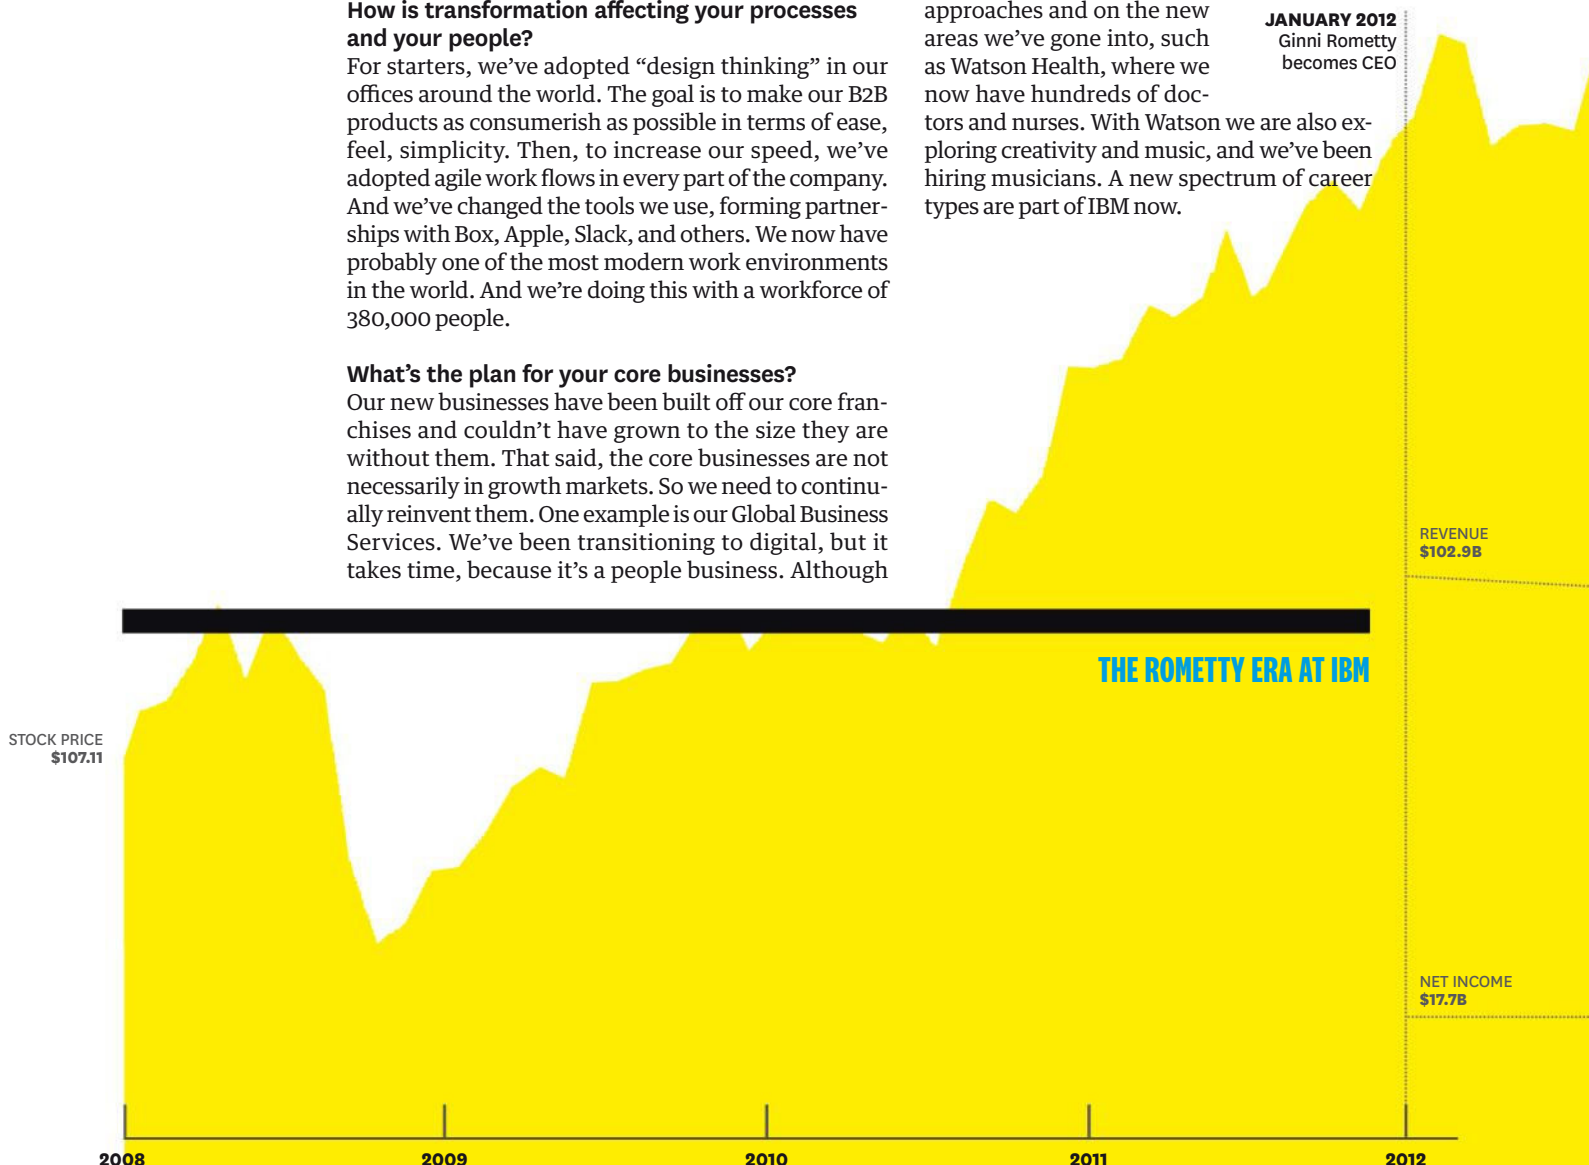 How is transformation affecting your processes
and your people?
For starters, we've adopted “design thinking” in our
offices around the world. The goal is to make our B2B
products as consumerish as possible in terms of ease,
feel, simplicity. Then, to increase our speed, we've
adopted agile work flows in every part of the company.
And we've changed the tools we use, forming partner-
ships with Box, Apple, Slack, and others. We now have
probably one of the most modern work environments
in the world. And we're doing this with a workforce of
380,000 people.
What's the plan for your core businesses?
Our new businesses have been built off our core fran-
chises and couldn't have grown to the size they are
without them. That said, the core businesses are not
necessarily in growth markets. So we need to continu-
ally reinvent them. One example is our Global Business
Services. We've been transitioning to digital, but it
takes time, because it's a people business. Although
approaches and on the new
areas we've gone into, such
as Watson Health, where we
now have hundreds of doc-
tors and nurses. With Watson we are also ex-
ploring creativity and music, and we've been
hiring musicians. A new spectrum of career
types are part of IBM now.
JANUARY 2012
Ginni Rometty
becomes CEO
REVENUE
$102.9B
THE ROMETTY ERA AT IBM
STOCK PRICE
$107.11
NET INCOME
$17.7B
2008
2009
2010
2011
2012